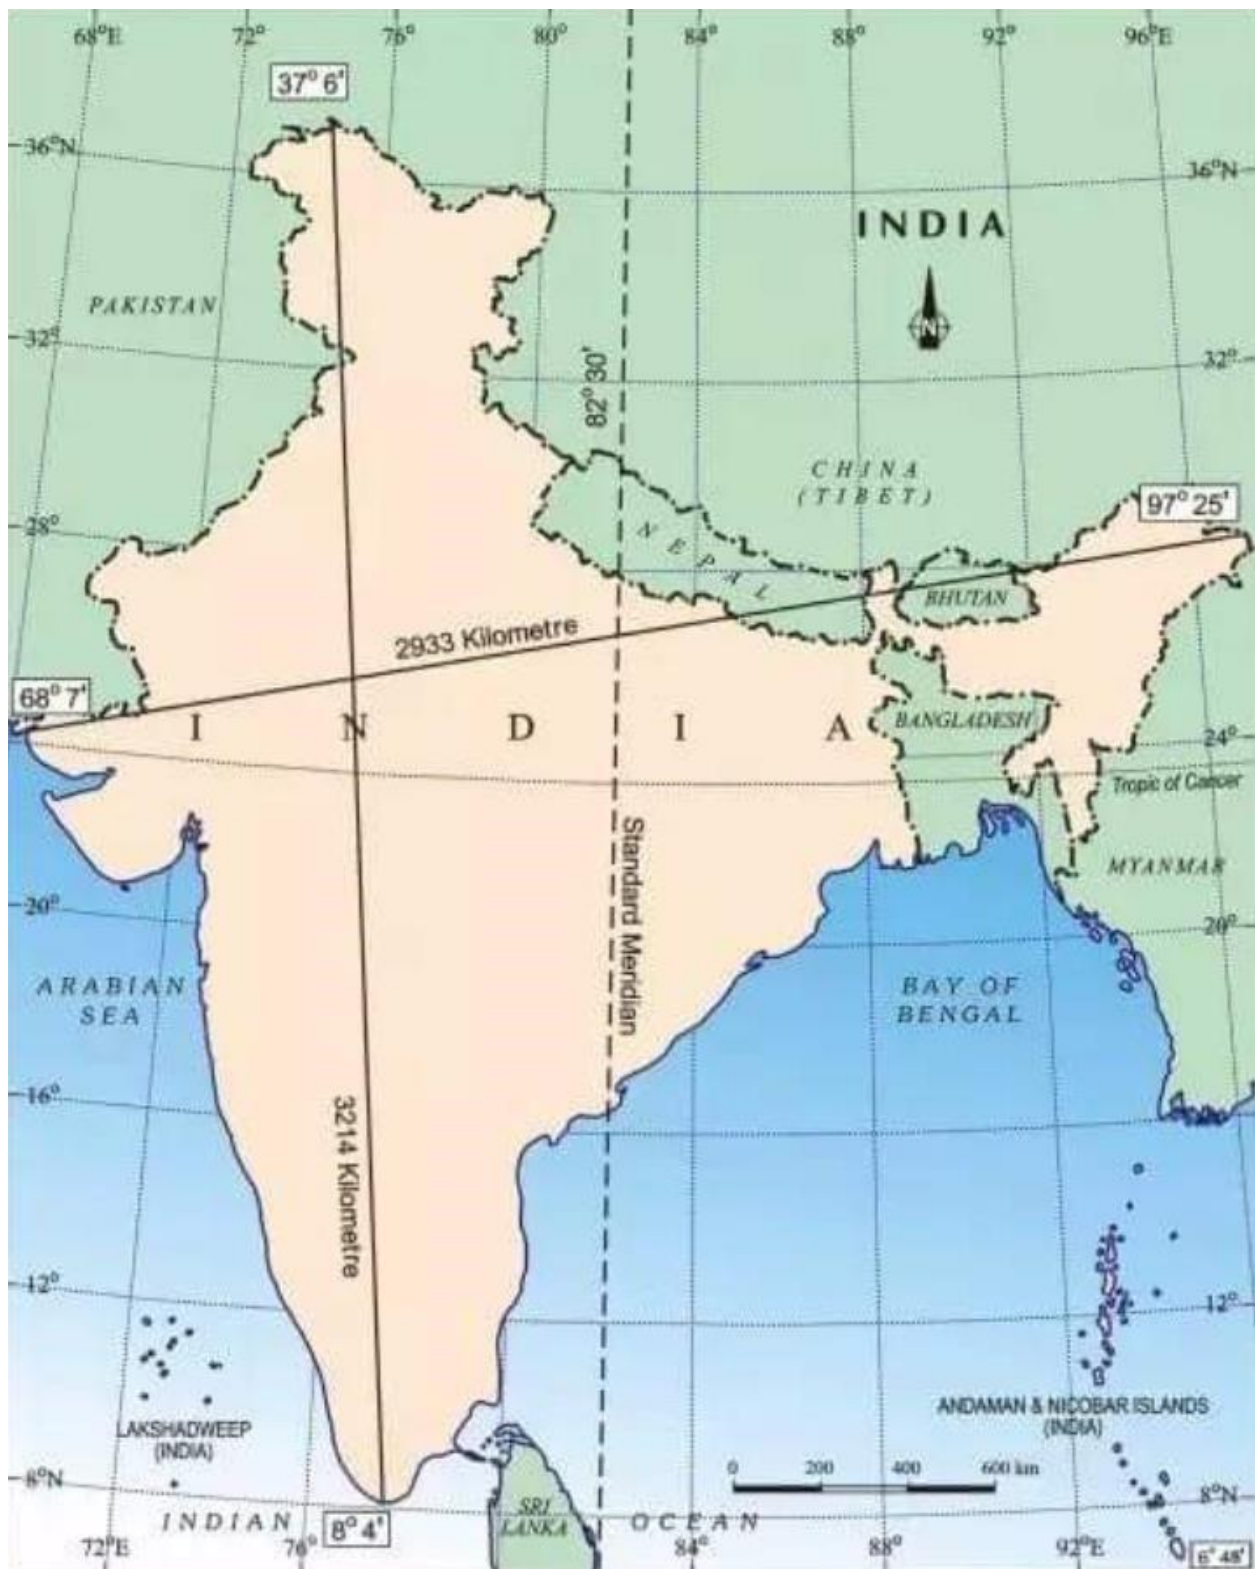 68°E 72° 76° 80° 84° 88° 92° 96°E
37° 6'
36°N
36°N
INDIA
N
PAKISTAN
32°
32°
82° 30'
CHINA
(TIBET)
97° 25'
28°
NEPAL
BHUTAN
2933 Kilometre
68° 7'
INDIA
BANGLADESH
24°
Tropic of Cancer
Standard Meridian
MYANMAR
20°
20°
ARABIAN
SEA
BAY OF
BENGAL
16°
3214 Kilometre
12°
12°
LAKSHADWEEP
(INDIA)
ANDAMAN & NICOBAR ISLANDS
(INDIA)
0 200 400 600 km
8°N
8°N
INDIAN
8° 4'
SRI
LANKA
OCEAN
72°E 76° 84° 88° 92°E
6° 48'